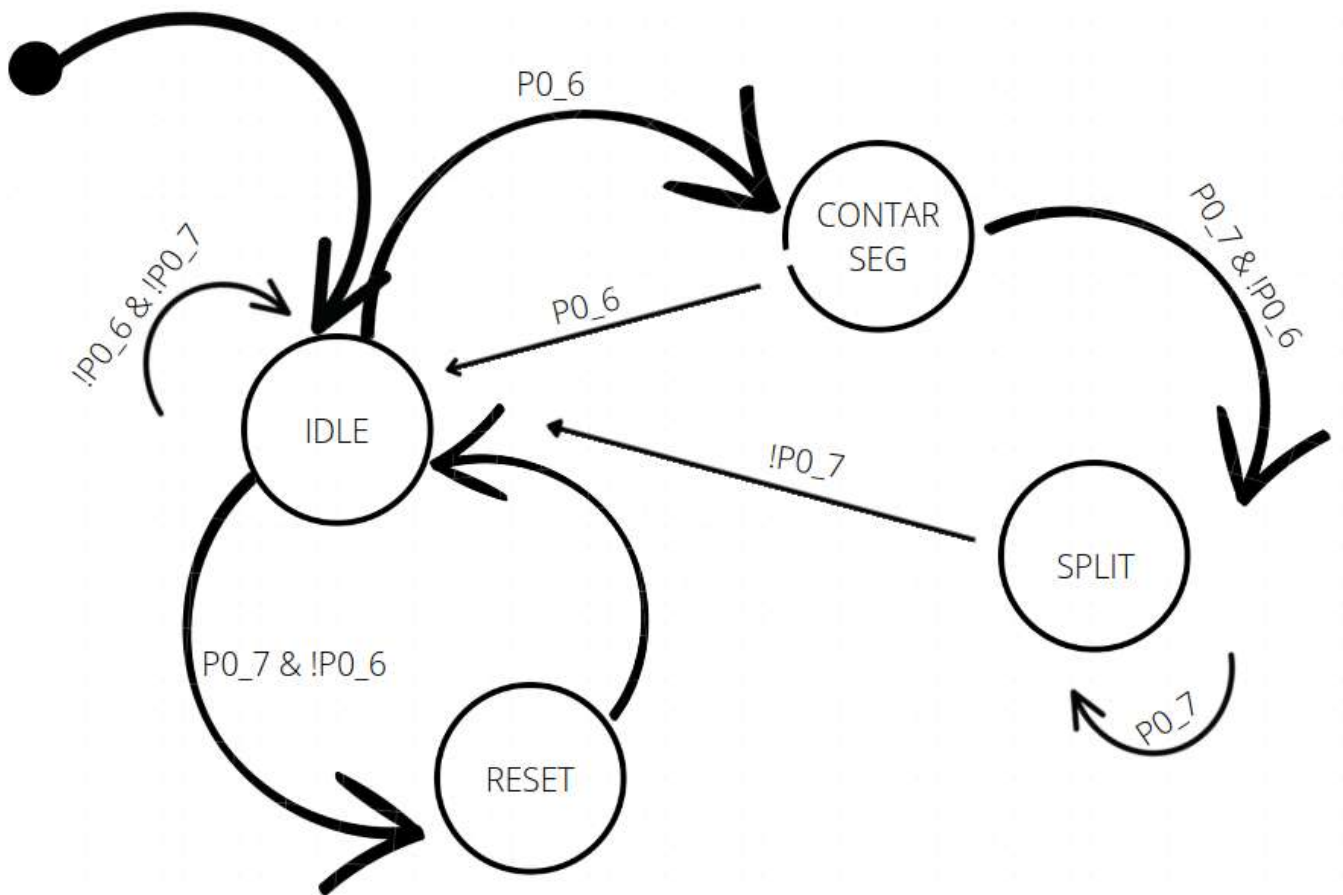 P0_6
CONTAR
SEG
P0_7 & !P0_6
!P0_6 & !P0_7
P0_6
IDLE
!P0_7
SPLIT
P0_7 & !P0_6
P0_7
RESET